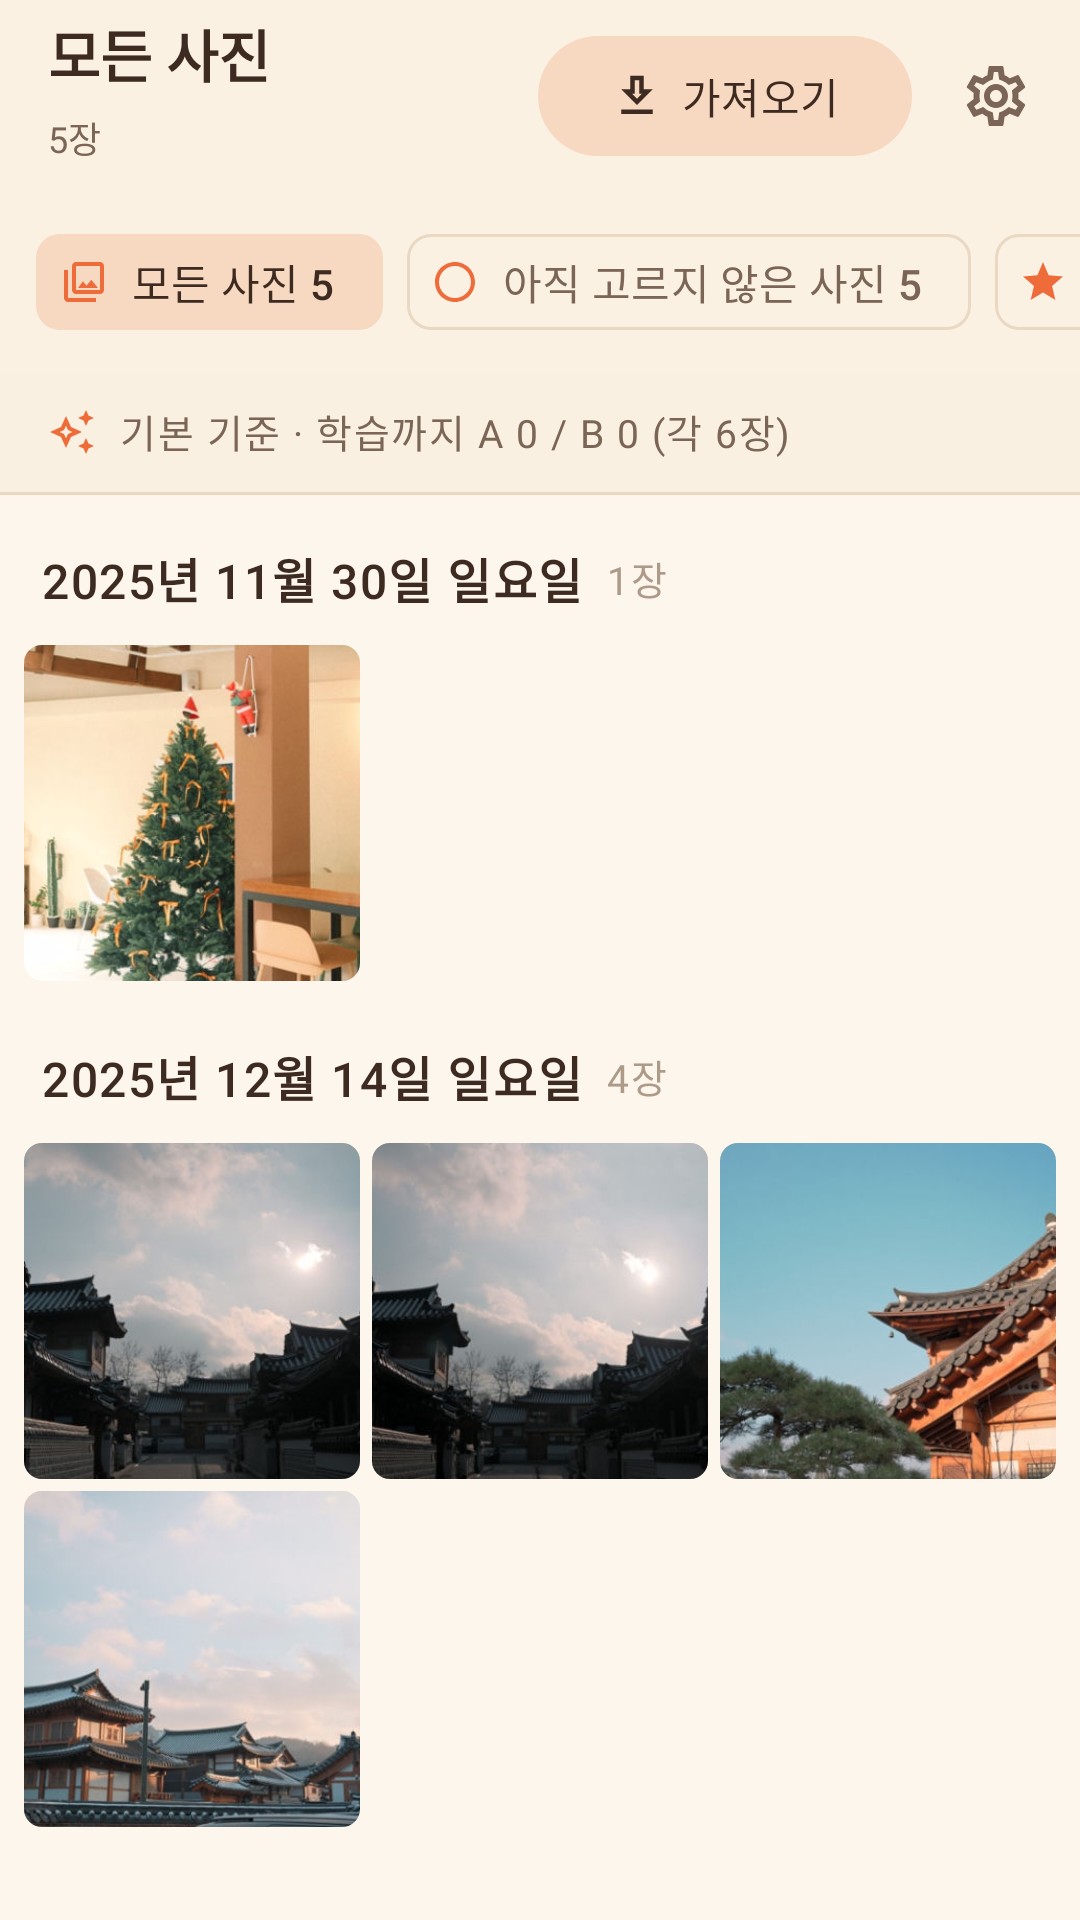 모든 사진
5장
가져오기
모든 사진 5
아직 고르지 않은 사진 5
기본 기준 · 학습까지 A 0 / B 0 (각 6장)
2025년 11월 30일 일요일 1장
2025년 12월 14일 일요일 4장